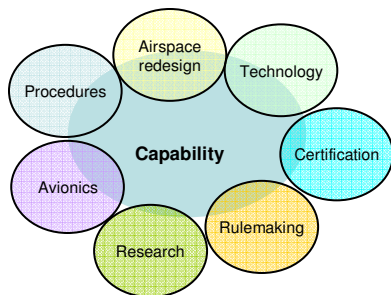 Airspace
redesign
Technology
Procedures
Capability
Certification
Avionics
Rulemaking
Research